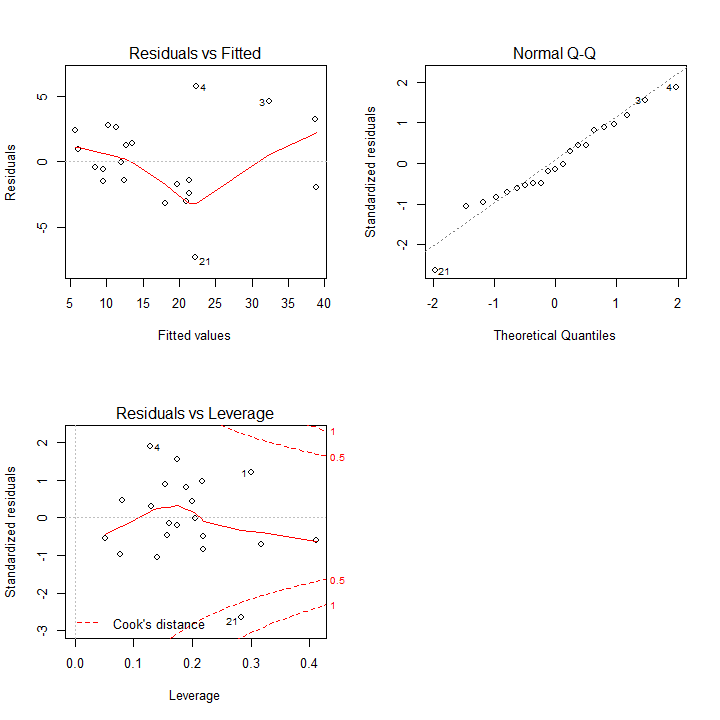 Residuals vs Fitted
Residuals
5
0
-5
4
3
21
5 10 15 20 25 30 35 40
Fitted values
Normal Q-Q
Standardized residuals
2
1
0
-1
-2
3
4
21
-2 -1 0 1 2
Theoretical Quantiles
Residuals vs Leverage
Standardized residuals
2
1
0
-1
-2
-3
4
1
21
1
0.5
0.5
1
Cook's distance
0.0 0.1 0.2 0.3 0.4
Leverage